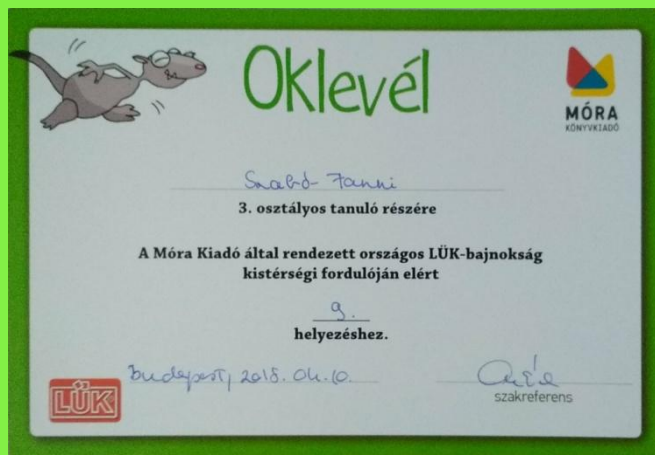 Oklevél
MÓRA
KÖNYVKIADÓ
Szabó Fanni
3. osztályos tanuló részére
A Móra Kiadó által rendezett országos LÜK-bajnokság
kistérségi fordulóján elért
9.
helyezéshez.
Budapest, 2018. 04. 10.
szakreferens
LÜK